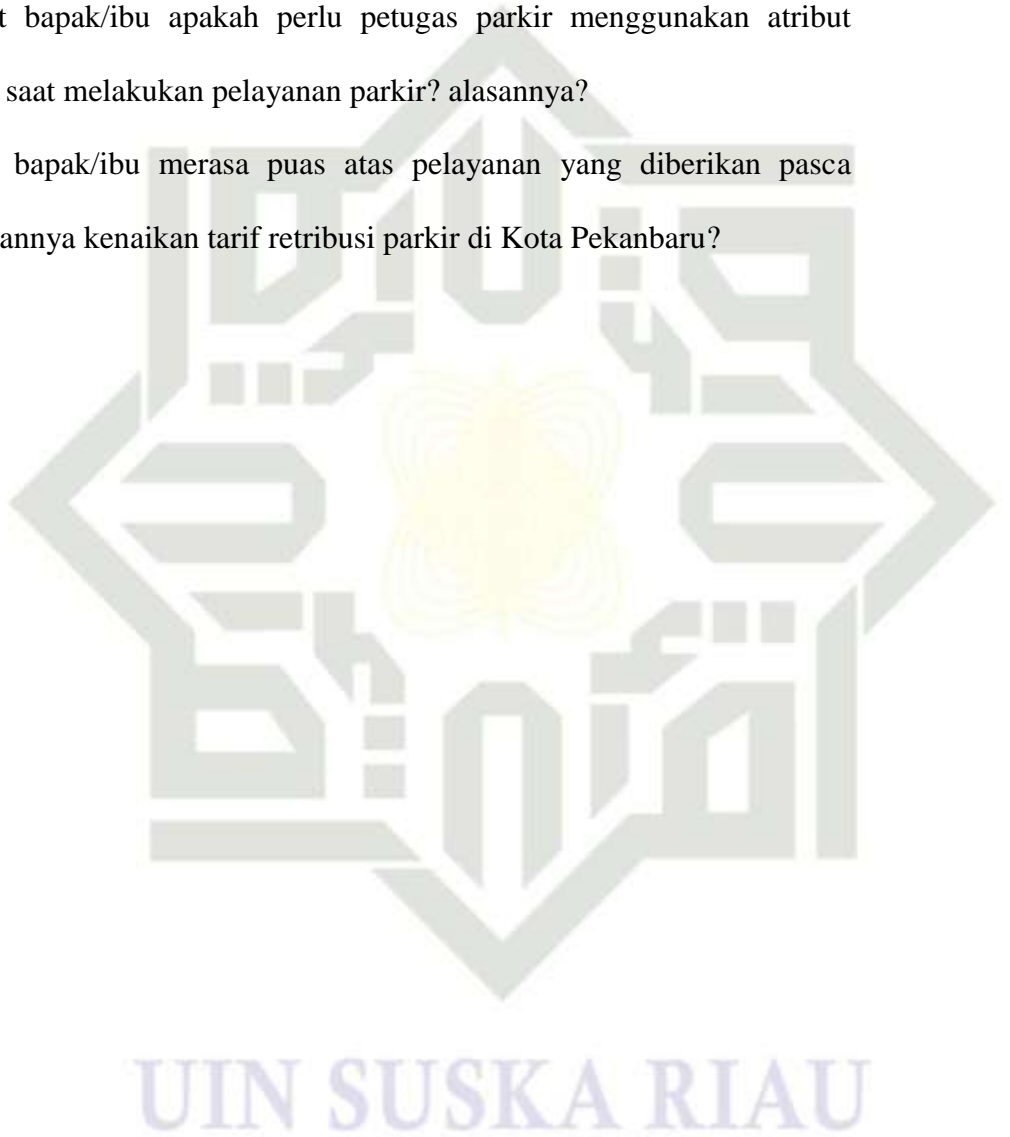 bapak/ibu apakah perlu petugas parkir menggunakan atribut
saat melakukan pelayanan parkir? alasannya?
bapak/ibu merasa puas atas pelayanan yang diberikan pasca
annya kenaikan tarif retribusi parkir di Kota Pekanbaru?
UIN SUSKA RIAU